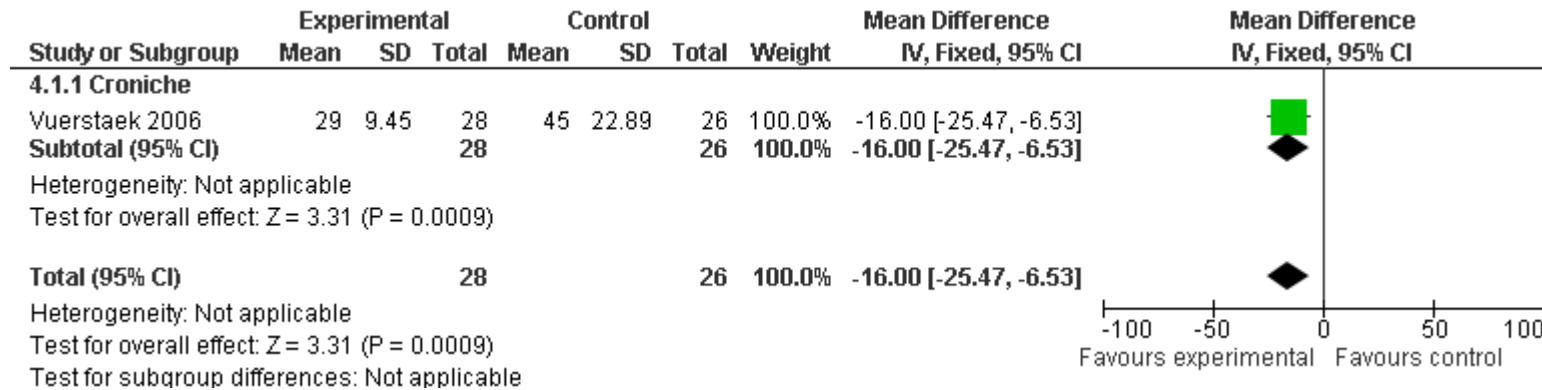 Experimental Control Mean Difference Mean Difference
Study or Subgroup Mean SD Total Mean SD Total Weight IV, Fixed, 95% CI IV, Fixed, 95% CI
4.1.1 Croniche
Vuerstaek 2006 29 9.45 28 45 22.89 26 100.0% -16.00 [-25.47, -6.53]
Subtotal (95% CI) 28 26 100.0% -16.00 [-25.47, -6.53]
Heterogeneity: Not applicable
Test for overall effect: Z = 3.31 (P = 0.0009)
Total (95% CI) 28 26 100.0% -16.00 [-25.47, -6.53]
Heterogeneity: Not applicable
Test for overall effect: Z = 3.31 (P = 0.0009)
Test for subgroup differences: Not applicable
-100 -50 0 50 100
Favours experimental Favours control